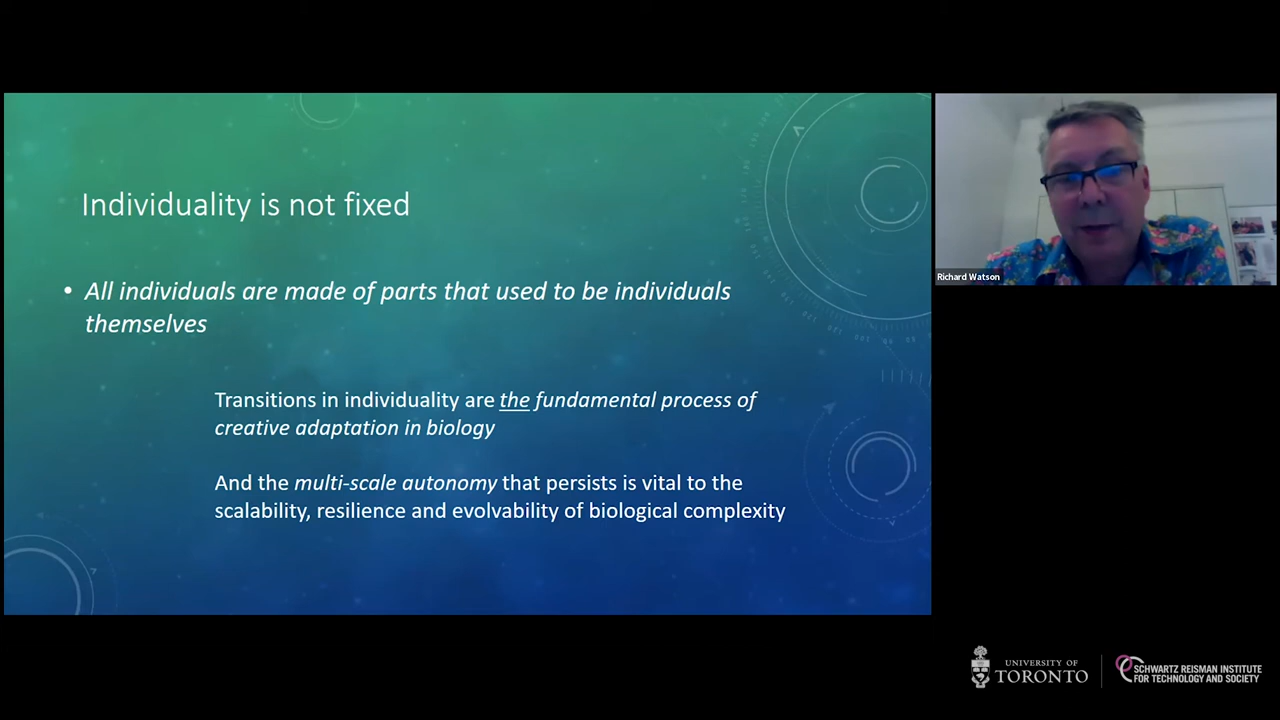 Individuality is not fixed
• All individuals are made of parts that used to be individuals
themselves
Transitions in individuality are the fundamental process of
creative adaptation in biology
And the multi-scale autonomy that persists is vital to the
scalability, resilience and evolvability of biological complexity
Richard Watson
UNIVERSITY OF
TORONTO
SCHWARTZ REISMAN INSTITUTE
FOR TECHNOLOGY AND SOCIETY